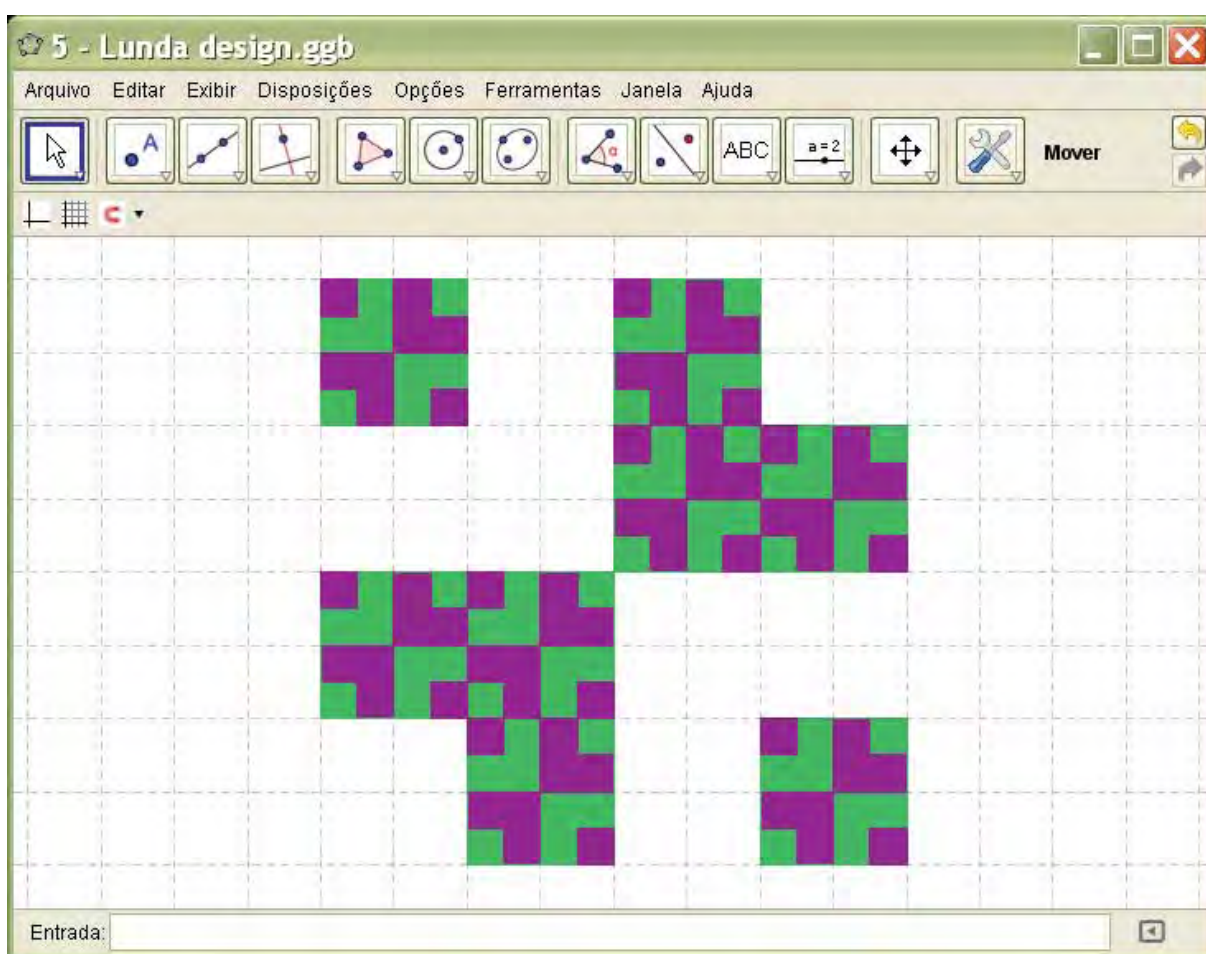 5 - Lunda design.ggb
Arquivo Editar Exibir Disposições Opções Ferramentas Janela Ajuda
A
α
ABC
a=2
Mover
Entrada: